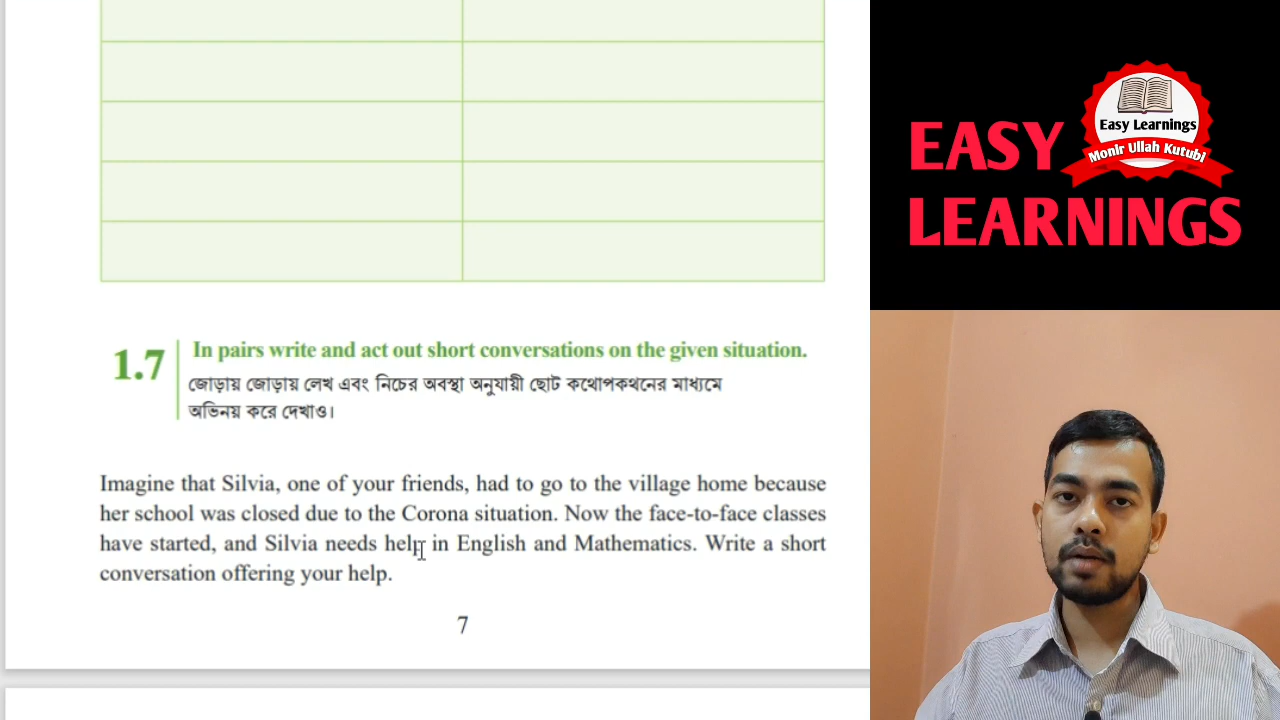 1.7
In pairs write and act out short conversations on the given situation.
জোড়ায় জোড়ায় লেখ এবং নিচের অবস্থা অনুযায়ী ছোট কথোপকথনের মাধ্যমে
অভিনয় করে দেখাও।
Imagine that Silvia, one of your friends, had to go to the village home because
her school was closed due to the Corona situation. Now the face-to-face classes
have started, and Silvia needs help in English and Mathematics. Write a short
conversation offering your help.
7
EASY
LEARNINGS
Easy Learnings
Monir Ullah Kutubi